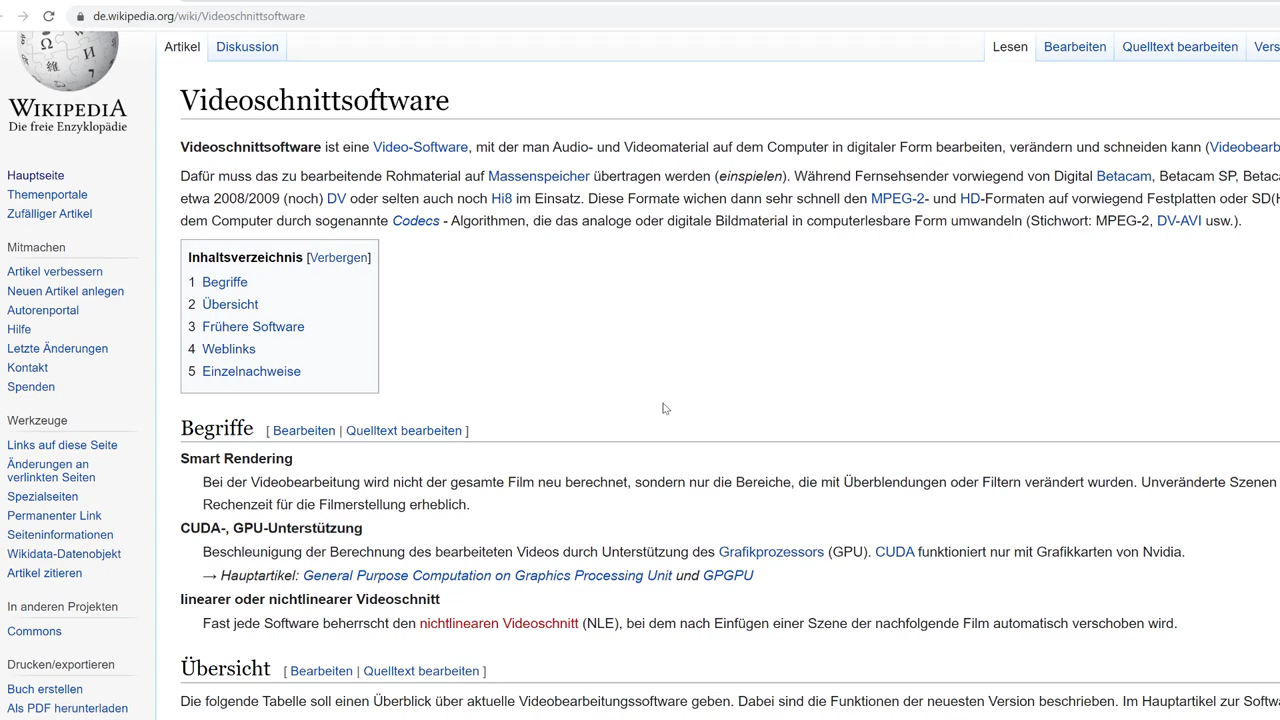 de.wikipedia.org/wiki/Videoschnittsoftware
Artikel Diskussion Lesen Bearbeiten Quelltext bearbeiten
WIKIPEDIA
Die freie Enzyklopädie
Hauptseite
Themenportale
Zufälliger Artikel
Mitmachen
Artikel verbessern
Neuen Artikel anlegen
Autorenportal
Hilfe
Letzte Änderungen
Kontakt
Spenden
Werkzeuge
Links auf diese Seite
Änderungen an
verlinkten Seiten
Spezialseiten
Permanenter Link
Seiteninformationen
Wikidata-Datenobjekt
Artikel zitieren
In anderen Projekten
Commons
Drucken/exportieren
Buch erstellen
Als PDF herunterladen
Videoschnittsoftware
Videoschnittsoftware ist eine Video-Software, mit der man Audio- und Videomaterial auf dem Computer in digitaler Form bearbeiten, verändern und schneiden kann (
Dafür muss das zu bearbeitende Rohmaterial auf Massenspeicher übertragen werden (einspielen). Während Fernsehsender vorwiegend von Digital Betacam, Betacam SP,
etwa 2008/2009 (noch) DV oder selten auch noch Hi8 im Einsatz. Diese Formate wichen dann sehr schnell den MPEG-2- und HD-Formaten auf vorwiegend Festplatten oder
dem Computer durch sogenannte Codecs - Algorithmen, die das analoge oder digitale Bildmaterial in computerlesbare Form umwandeln (Stichwort: MPEG-2, DV-AVI usw.).
Inhaltsverzeichnis [Verbergen]
1 Begriffe
2 Übersicht
3 Frühere Software
4 Weblinks
5 Einzelnachweise
Begriffe [ Bearbeiten | Quelltext bearbeiten ]
Smart Rendering
Bei der Videobearbeitung wird nicht der gesamte Film neu berechnet, sondern nur die Bereiche, die mit Überblendungen oder Filtern verändert wurden. Unveränderte Szenen
Rechenzeit für die Filmerstellung erheblich.
CUDA-, GPU-Unterstützung
Beschleunigung der Berechnung des bearbeiteten Videos durch Unterstützung des Grafikprozessors (GPU). CUDA funktioniert nur mit Grafikkarten von Nvidia.
→ Hauptartikel: General Purpose Computation on Graphics Processing Unit und GPGPU
linearer oder nichtlinearer Videoschnitt
Fast jede Software beherrscht den nichtlinearen Videoschnitt (NLE), bei dem nach Einfügen einer Szene der nachfolgende Film automatisch verschoben wird.
Übersicht [ Bearbeiten | Quelltext bearbeiten ]
Die folgende Tabelle soll einen Überblick über aktuelle Videobearbeitungssoftware geben. Dabei sind die Funktionen der neuesten Version beschrieben. Im Hauptartikel zur